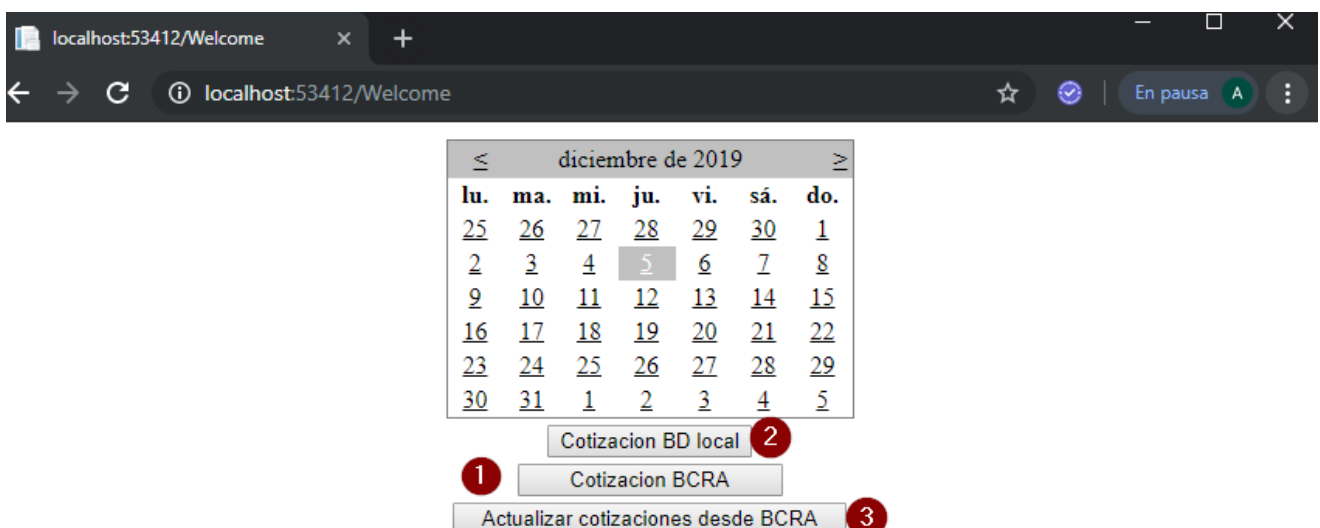 localhost:53412/Welcome
localhost:53412/Welcome En pausa A
< diciembre de 2019 >
lu. ma. mi. ju. vi. sá. do.
25 26 27 28 29 30 1
2 3 4 5 6 7 8
9 10 11 12 13 14 15
16 17 18 19 20 21 22
23 24 25 26 27 28 29
30 31 1 2 3 4 5
Cotizacion BD local 2
1 Cotizacion BCRA
Actualizar cotizaciones desde BCRA 3